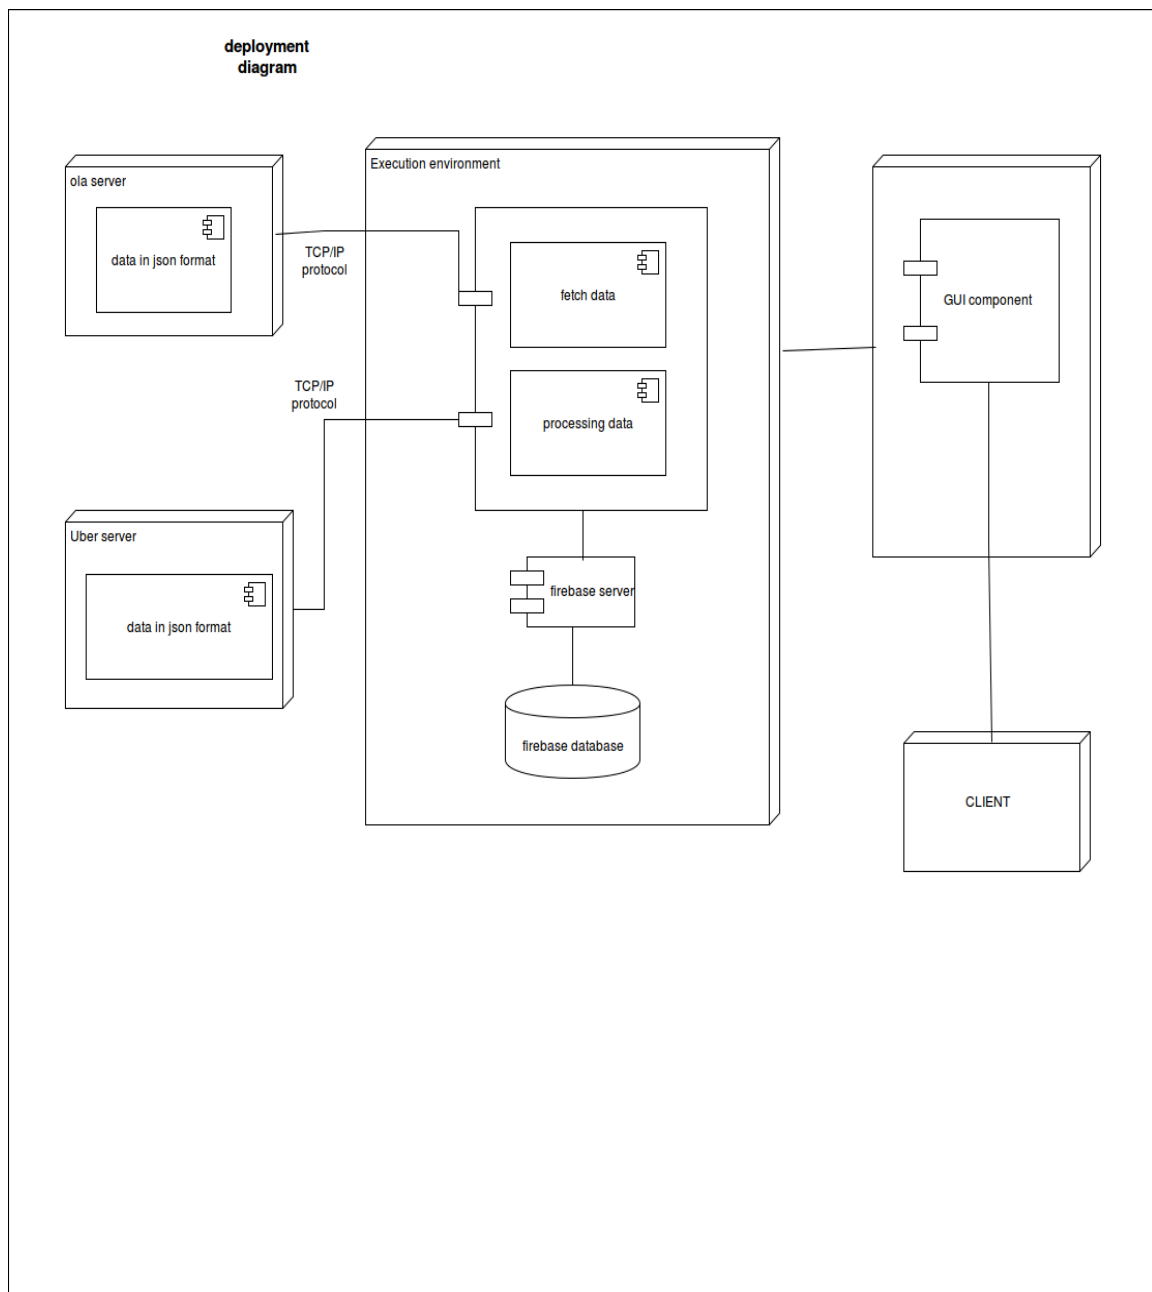 deployment
diagram
ola server
data in json format
TCP/IP
protocol
Execution environment
fetch data
processing data
TCP/IP
protocol
Uber server
data in json format
firebase server
firebase database
GUI component
CLIENT